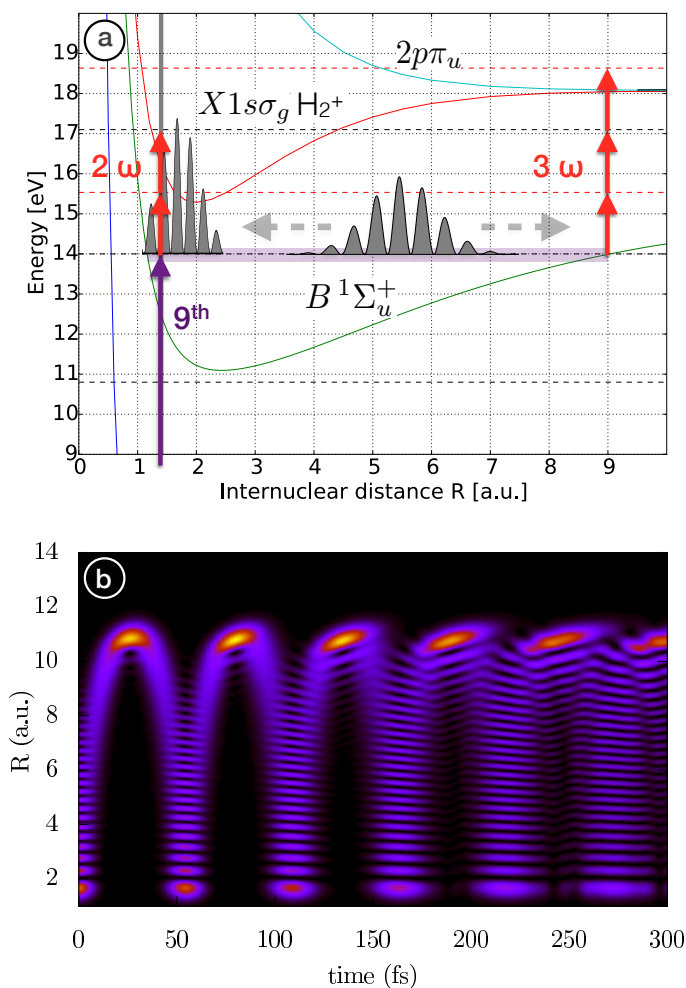 a
19
18
17
16
15
14
13
12
11
10
9
Energy [eV]
2pπᵤ
X1sσg H₂⁺
2 ω
3 ω
B ¹Σᵤ⁺
9th
0 1 2 3 4 5 6 7 8 9
Internuclear distance R [a.u.]
b
14
12
10
8
6
4
2
R (a.u.)
0 50 100 150 200 250 300
time (fs)